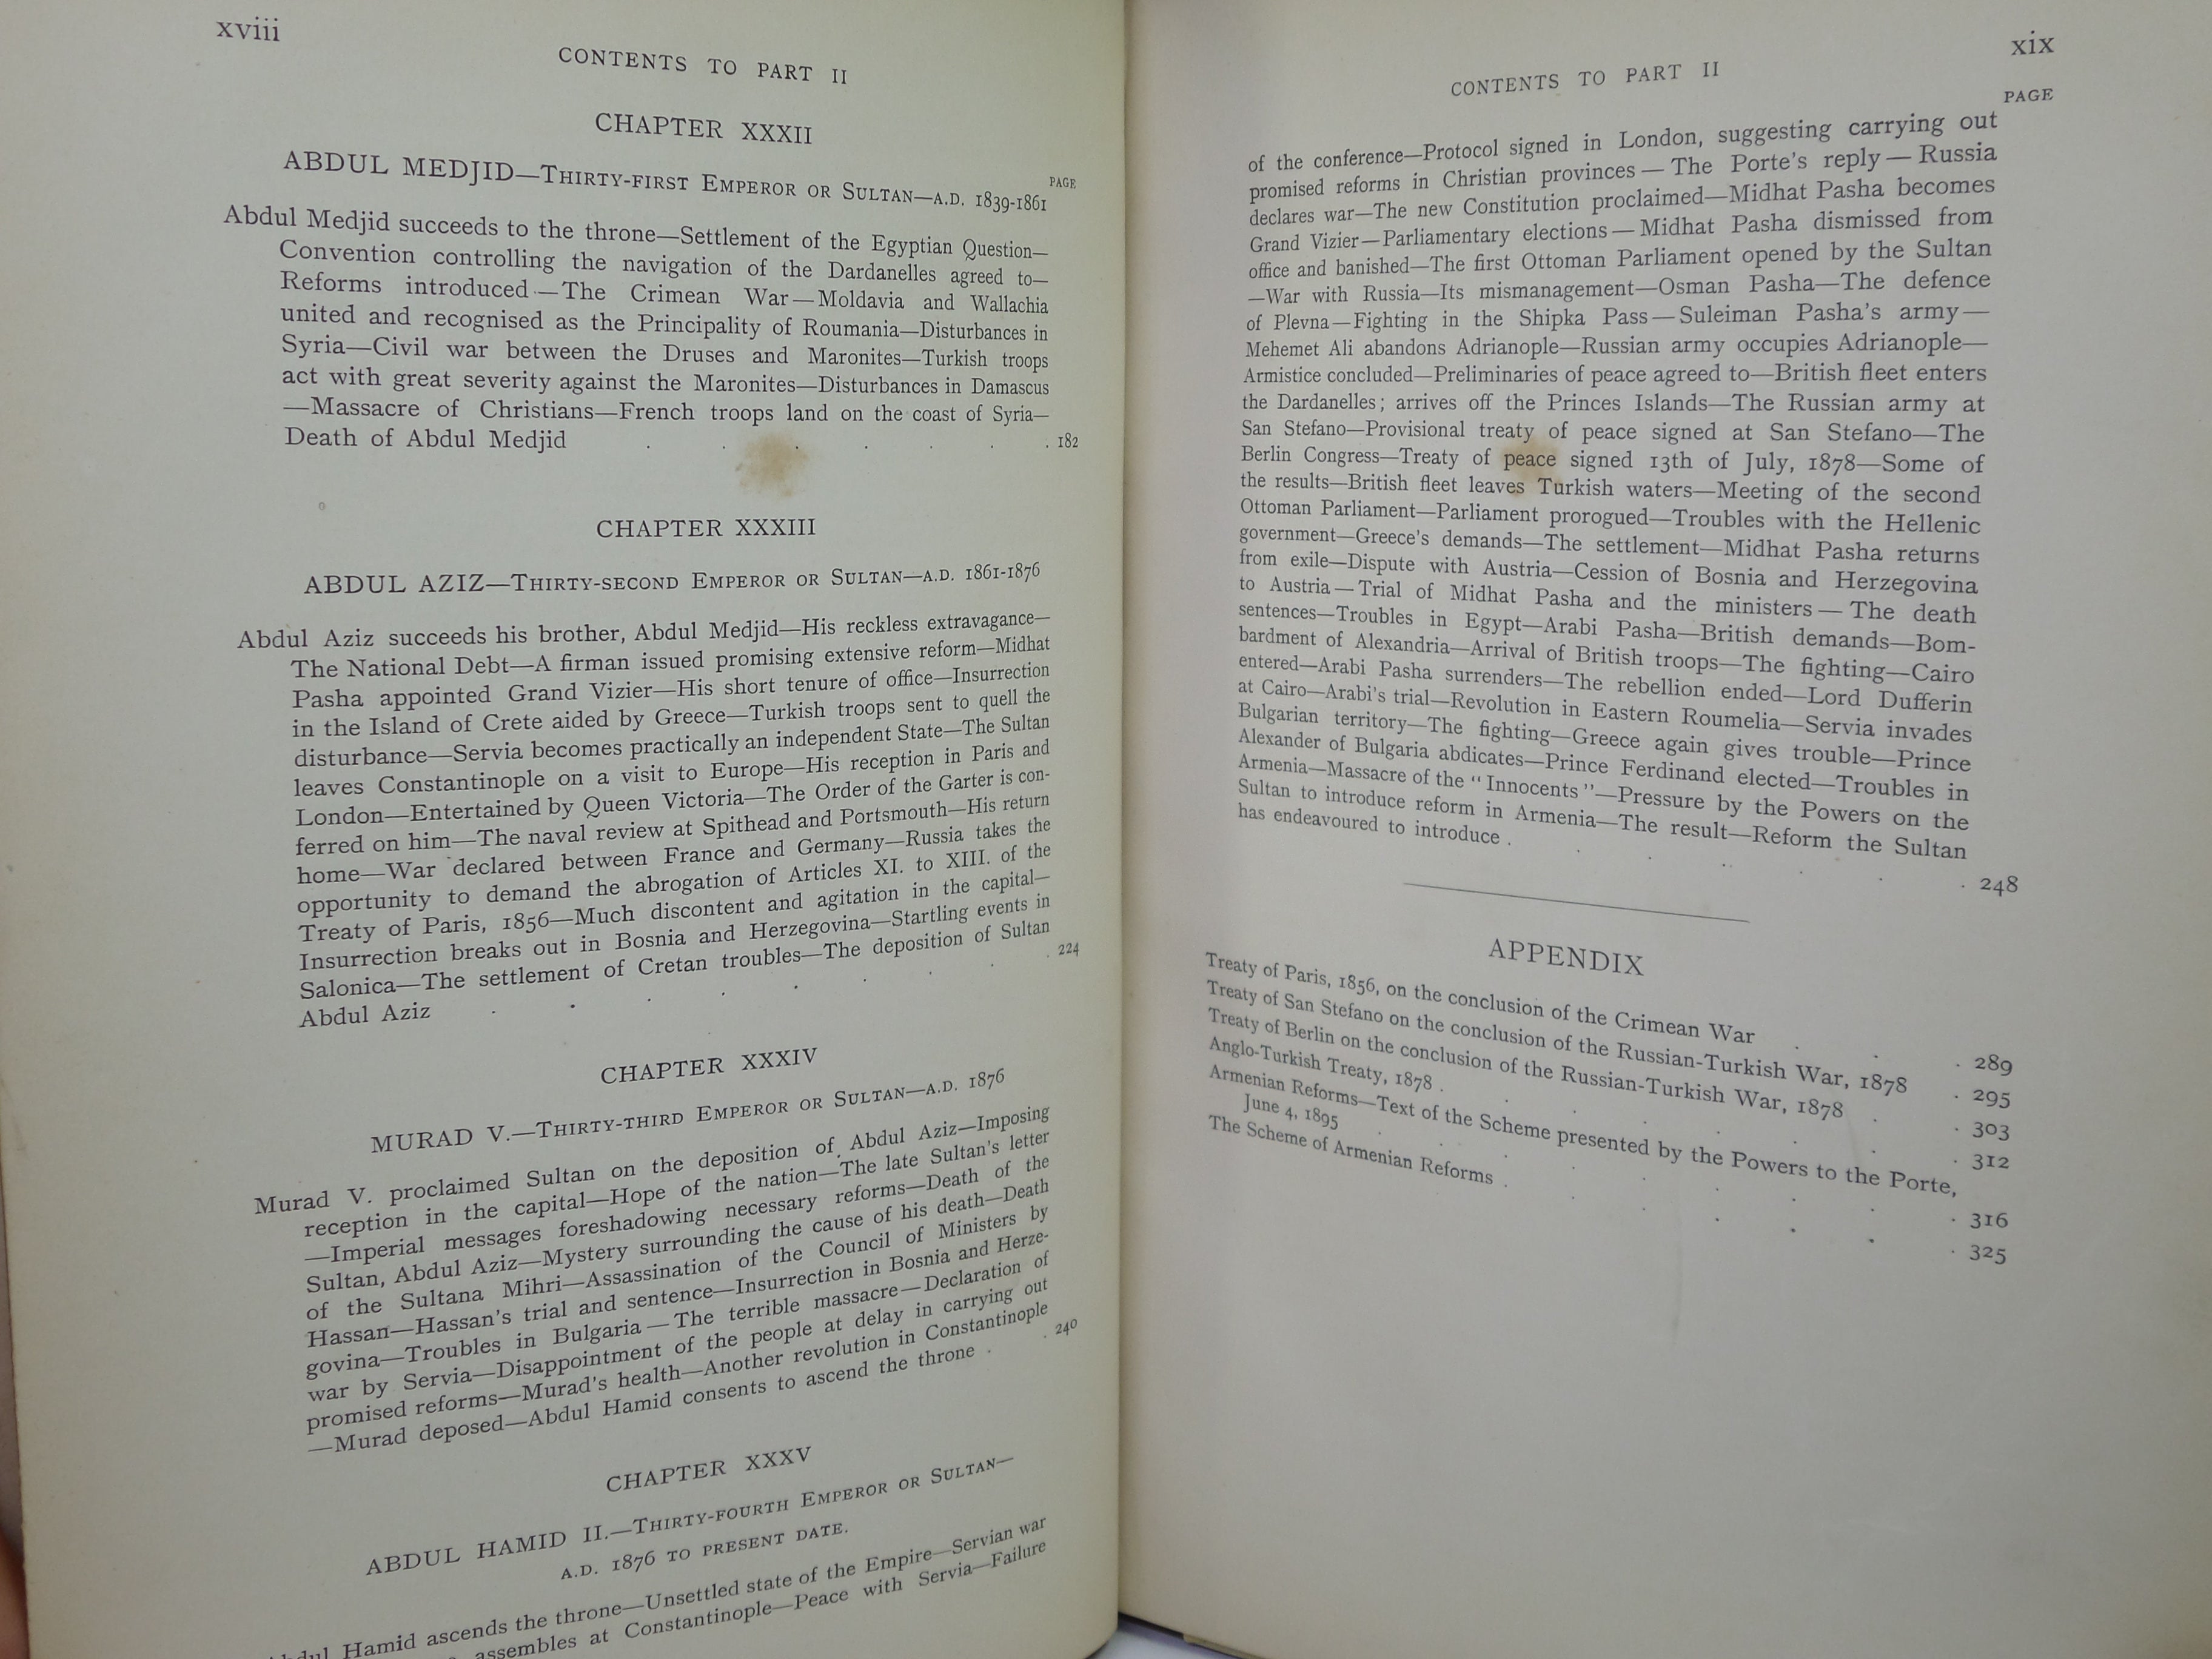 xviii
CONTENTS TO PART II
CHAPTER XXXII
ABDUL MEDJID—Thirty-first Emperor or Sultan—A.D. 1839-1861
PAGE
Abdul Medjid succeeds to the throne—Settlement of the Egyptian Question—
Convention controlling the navigation of the Dardanelles agreed to—
Reforms introduced—The Crimean War—Moldavia and Wallachia
united and recognised as the Principality of Roumania—Disturbances in
Syria—Civil war between the Druses and Maronites—Turkish troops
act with great severity against the Maronites—Disturbances in Damascus
—Massacre of Christians—French troops land on the coast of Syria—
Death of Abdul Medjid . . . . . . . 182
CHAPTER XXXIII
ABDUL AZIZ—Thirty-second Emperor or Sultan—A.D. 1861-1876
Abdul Aziz succeeds his brother, Abdul Medjid—His reckless extravagance—
The National Debt—A firman issued promising extensive reform—Midhat
Pasha appointed Grand Vizier—His short tenure of office—Insurrection
in the Island of Crete aided by Greece—Turkish troops sent to quell the
disturbance—Servia becomes practically an independent State—The Sultan
leaves Constantinople on a visit to Europe—His reception in Paris and
London—Entertained by Queen Victoria—The Order of the Garter is con-
ferred on him—The naval review at Spithead and Portsmouth—His return
home—War declared between France and Germany—Russia takes the
opportunity to demand the abrogation of Articles XI. to XIII. of the
Treaty of Paris, 1856—Much discontent and agitation in the capital—
Insurrection breaks out in Bosnia and Herzegovina—Startling events in
Salonica—The settlement of Cretan troubles—The deposition of Sultan
Abdul Aziz . . . . . . . . 224
CHAPTER XXXIV
MURAD V.—Thirty-third Emperor or Sultan—A.D. 1876
Murad V. proclaimed Sultan on the deposition of Abdul Aziz—Imposing
reception in the capital—Hope of the nation—The late Sultan's letter
—Imperial messages foreshadowing necessary reforms—Death of the
Sultan, Abdul Aziz—Mystery surrounding the cause of his death—Death
of the Sultana Mihri—Assassination of the Council of Ministers by
Hassan—Hassan's trial and sentence—Insurrection in Bosnia and Herze-
govina—Troubles in Bulgaria—The terrible massacre—Declaration of
war by Servia—Disappointment of the people at delay in carrying out
promised reforms—Murad's health—Another revolution in Constantinople
—Murad deposed—Abdul Hamid consents to ascend the throne . . 240
CHAPTER XXXV
ABDUL HAMID II.—Thirty-fourth Emperor or Sultan—
A.D. 1876 to present date.
Hamid ascends the throne—Unsettled state of the Empire—Servian war
assembles at Constantinople—Peace with Servia—Failure
xix
CONTENTS TO PART II
PAGE
of the conference—Protocol signed in London, suggesting carrying out
promised reforms in Christian provinces—The Porte's reply—Russia
declares war—The new Constitution proclaimed—Midhat Pasha becomes
Grand Vizier—Parliamentary elections—Midhat Pasha dismissed from
office and banished—The first Ottoman Parliament opened by the Sultan
—War with Russia—Its mismanagement—Osman Pasha—The defence
of Plevna—Fighting in the Shipka Pass—Suleiman Pasha's army—
Mehemet Ali abandons Adrianople—Russian army occupies Adrianople—
Armistice concluded—Preliminaries of peace agreed to—British fleet enters
the Dardanelles; arrives off the Princes Islands—The Russian army at
San Stefano—Provisional treaty of peace signed at San Stefano—The
Berlin Congress—Treaty of peace signed 13th of July, 1878—Some of
the results—British fleet leaves Turkish waters—Meeting of the second
Ottoman Parliament—Parliament prorogued—Troubles with the Hellenic
government—Greece's demands—The settlement—Midhat Pasha returns
from exile—Dispute with Austria—Cession of Bosnia and Herzegovina
to Austria—Trial of Midhat Pasha and the ministers—The death
sentences—Troubles in Egypt—Arabi Pasha—British demands—Bom-
bardment of Alexandria—Arrival of British troops—The fighting—Cairo
entered—Arabi Pasha surrenders—The rebellion ended—Lord Dufferin
at Cairo—Arabi's trial—Revolution in Eastern Roumelia—Servia invades
Bulgarian territory—The fighting—Greece again gives trouble—Prince
Alexander of Bulgaria abdicates—Prince Ferdinand elected—Troubles in
Armenia—Massacre of the "Innocents"—Pressure by the Powers on the
Sultan to introduce reform in Armenia—The result—Reform the Sultan
has endeavoured to introduce . . . . . . 248
APPENDIX
Treaty of Paris, 1856, on the conclusion of the Crimean War . . . 289
Treaty of San Stefano on the conclusion of the Russian-Turkish War, 1878 . 295
Treaty of Berlin on the conclusion of the Russian-Turkish War, 1878 . . 303
Anglo-Turkish Treaty, 1878 . . . . . . 312
Armenian Reforms—Text of the Scheme presented by the Powers to the Porte,
June 4, 1895 . . . . . . . 316
The Scheme of Armenian Reforms . . . . . . 325